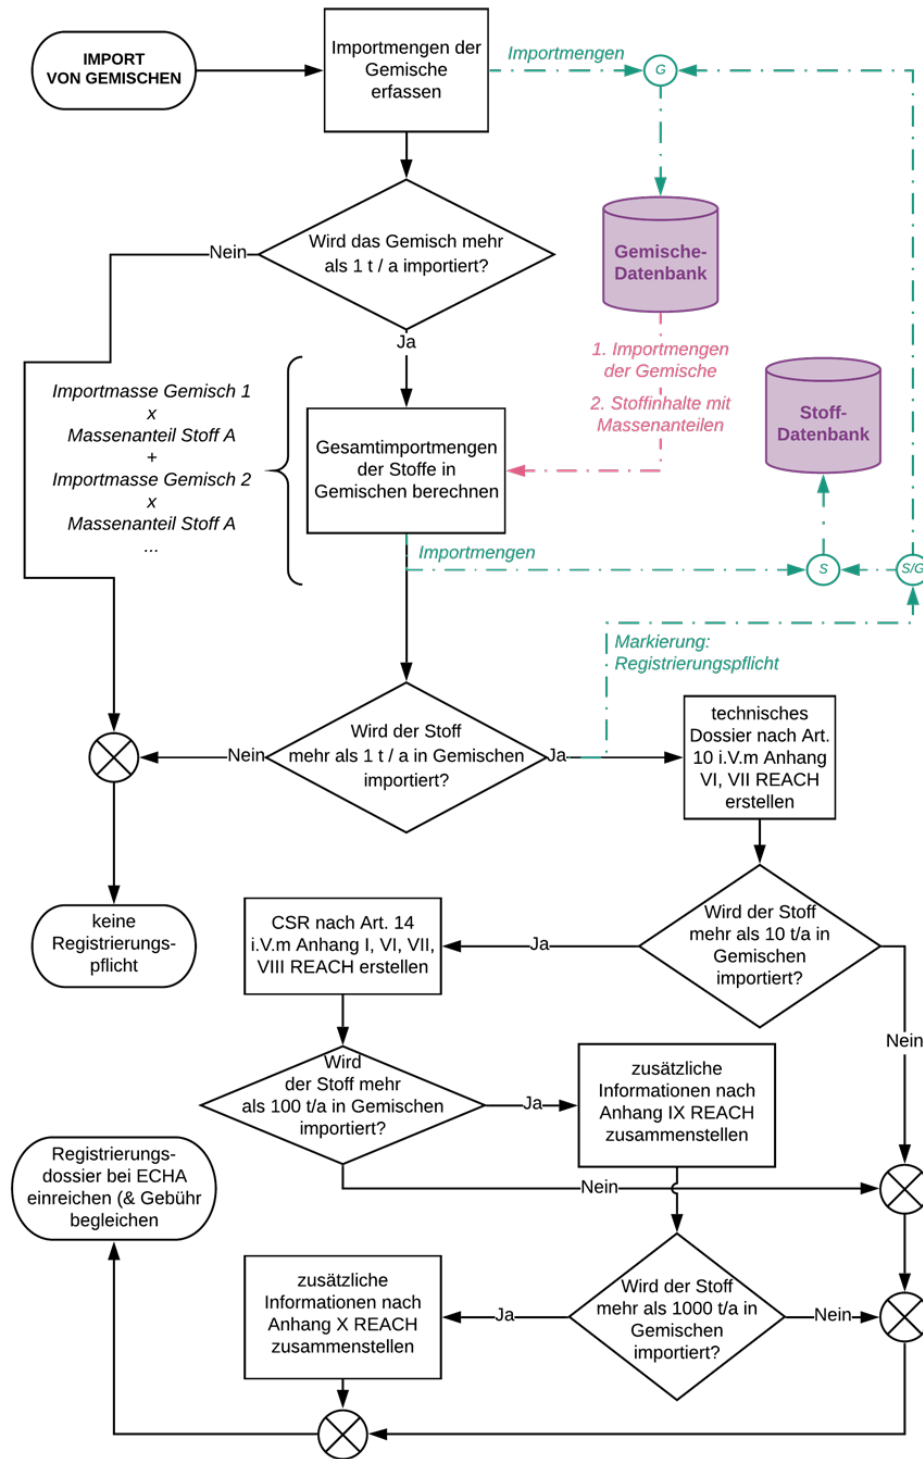 IMPORT
VON GEMISCHEN
Importmengen der
Gemische
erfassen
Importmengen
G
Wird das Gemisch mehr
als 1 t / a importiert?
Nein
Ja
Gemische-
Datenbank
1. Importmengen
der Gemische
2. Stoffinhalte mit
Massenanteilen
Stoff-
Datenbank
Importmasse Gemisch 1
x
Massenanteil Stoff A
+
Importmasse Gemisch 2
x
Massenanteil Stoff A
...
Gesamtimportmengen
der Stoffe in
Gemischen berechnen
Importmengen
S
S/G
Markierung:
Registrierungspflicht
Wird der Stoff
mehr als 1 t / a in Gemischen
importiert?
Nein
Ja
technisches
Dossier nach Art.
10 i.V.m Anhang
VI, VII REACH
erstellen
keine
Registrierungs-
pflicht
Wird der Stoff
mehr als 10 t/a in
Gemischen
importiert?
Ja
Nein
CSR nach Art. 14
i.V.m Anhang I, VI, VII,
VIII REACH erstellen
Wird
der Stoff mehr
als 100 t/a in Gemischen
importiert?
Ja
Nein
zusätzliche
Informationen nach
Anhang IX REACH
zusammenstellen
Registrierungs-
dossier bei ECHA
einreichen (& Gebühr
begleichen
Wird der Stoff
mehr als 1000 t/a in
Gemischen
importiert?
Ja
Nein
zusätzliche
Informationen nach
Anhang X REACH
zusammenstellen